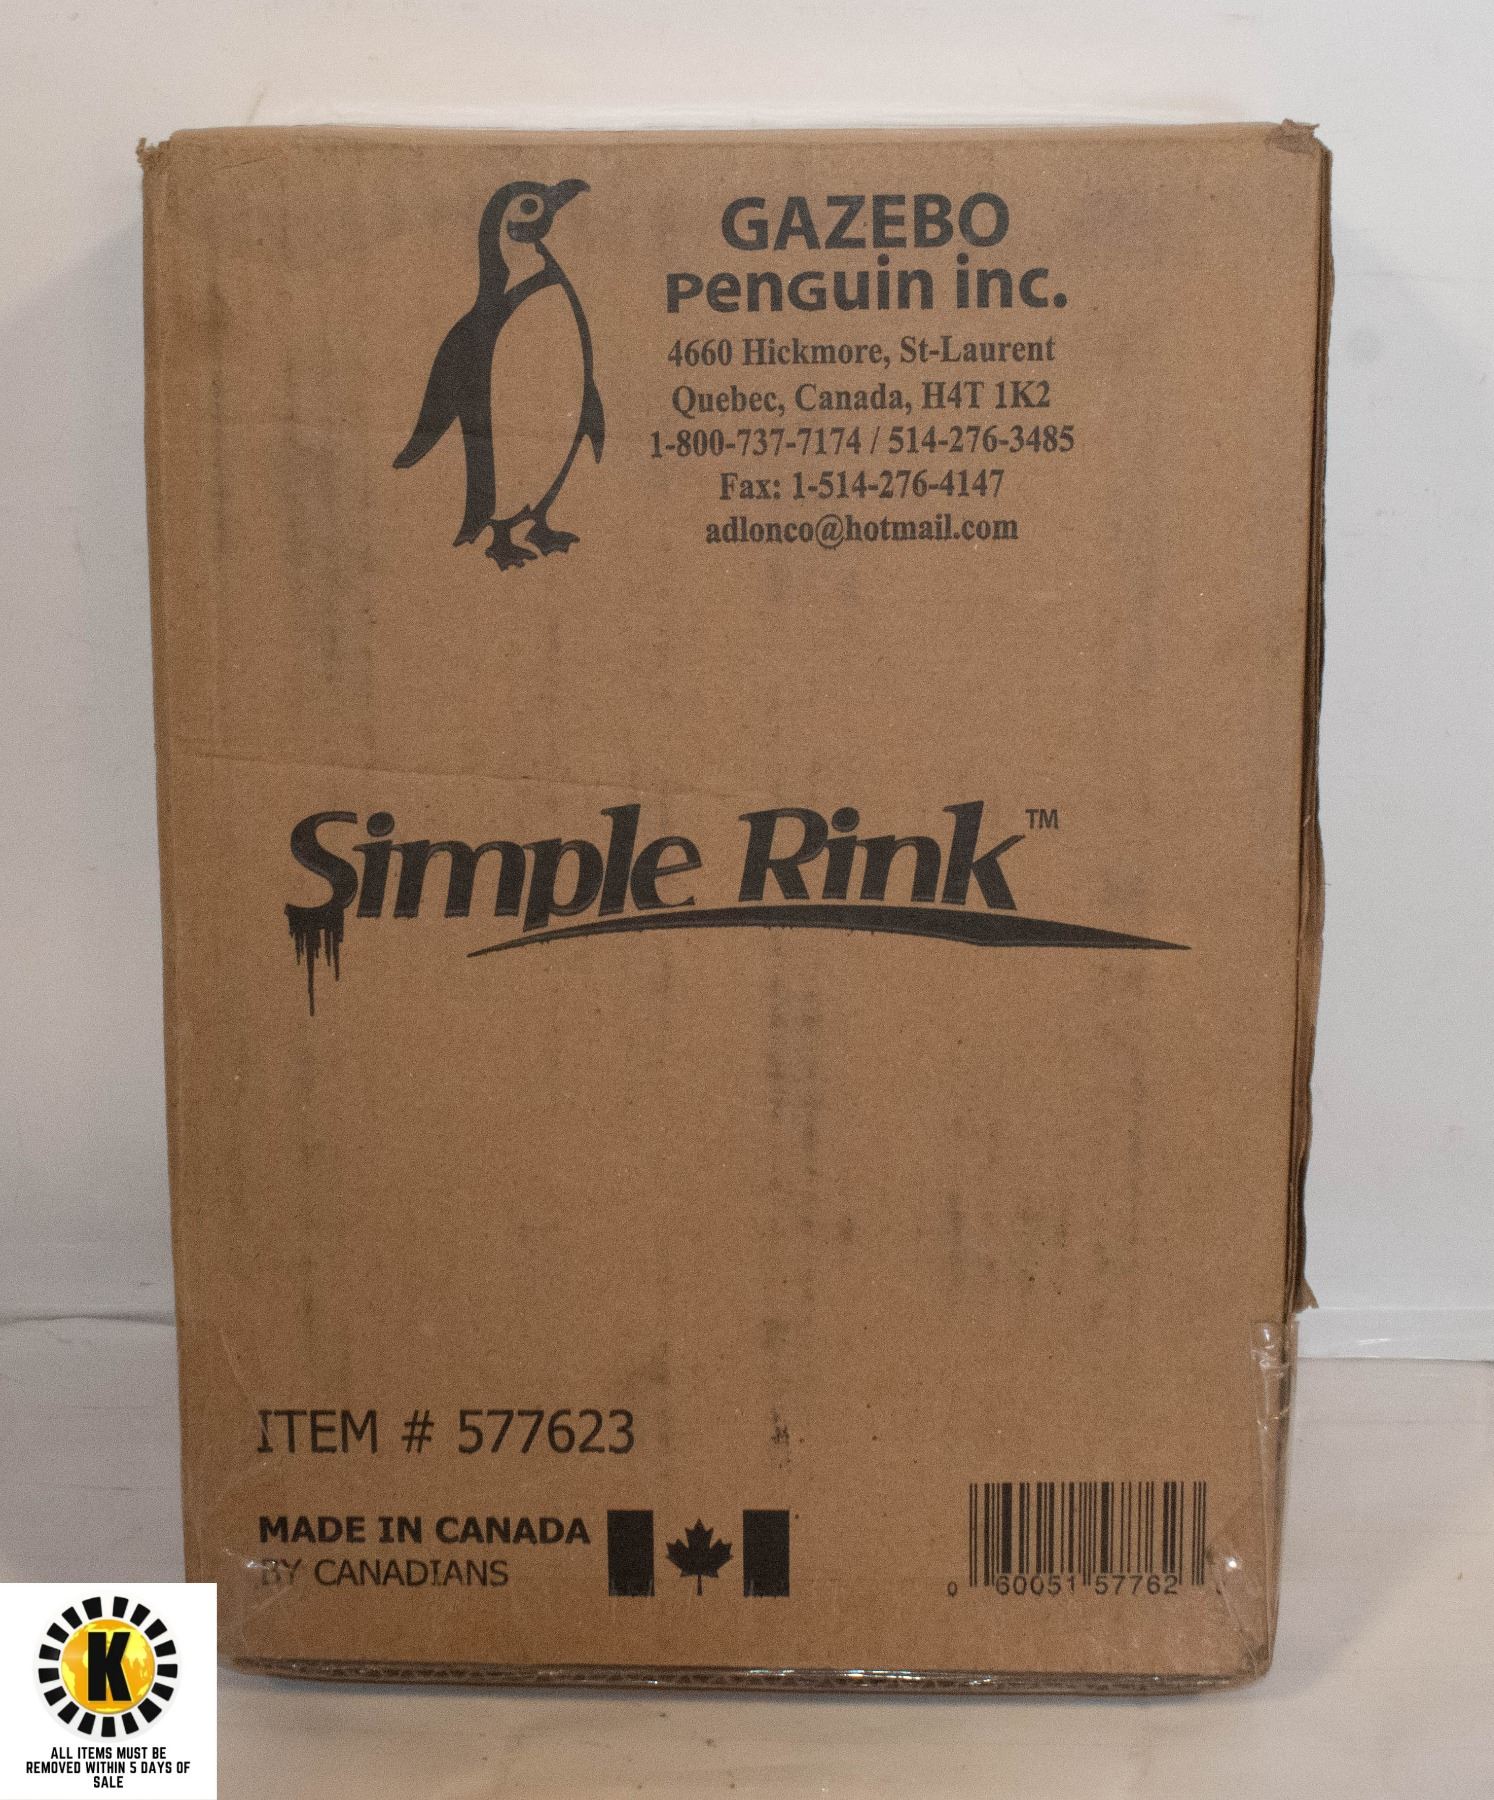 GAZEBO
Penguin inc.
4660 Hickmore, St-Laurent
Quebec, Canada, H4T 1K2
1-800-737-7174 / 514-276-3485
Fax: 1-514-276-4147
adlonco@hotmail.com
Simple Rink™
ITEM # 577623
MADE IN CANADA
BY CANADIANS
0 60051 57762
K
ALL ITEMS MUST BE
REMOVED WITHIN 5 DAYS OF
SALE